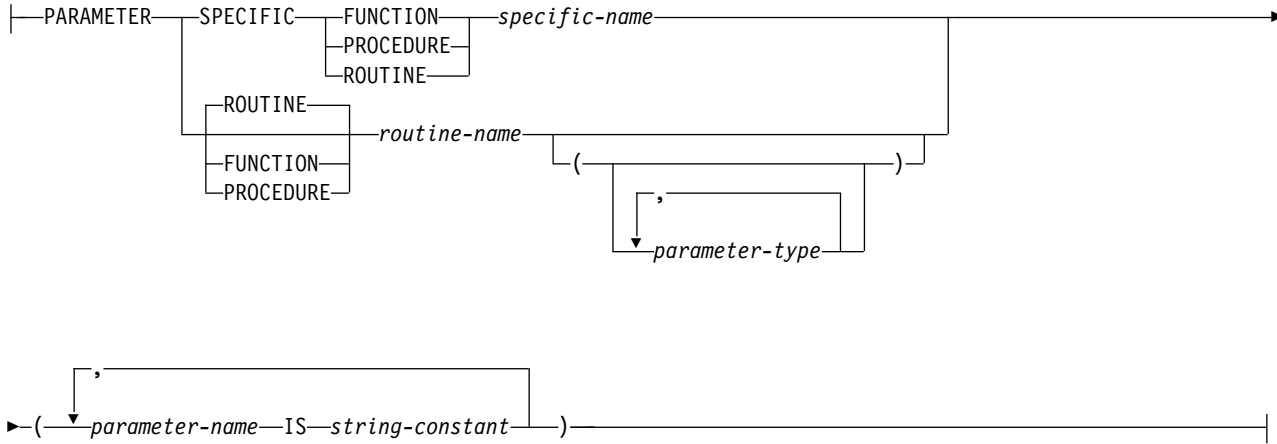 PARAMETER SPECIFIC FUNCTION specific-name
PROCEDURE
ROUTINE
ROUTINE
routine-name
FUNCTION ( )
PROCEDURE
,
parameter-type
,
( parameter-name IS string-constant )